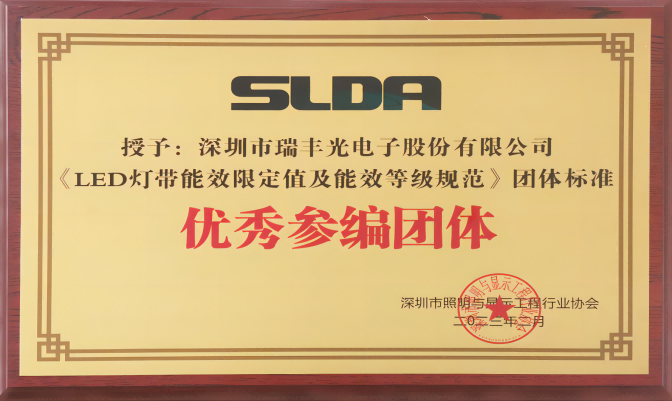 SLDA
授予：深圳市瑞丰光电子股份有限公司
《LED灯带能效限定值及能效等级规范》团体标准
优秀参编团体
深圳市照明与显示工程行业协会
二〇二三年二月